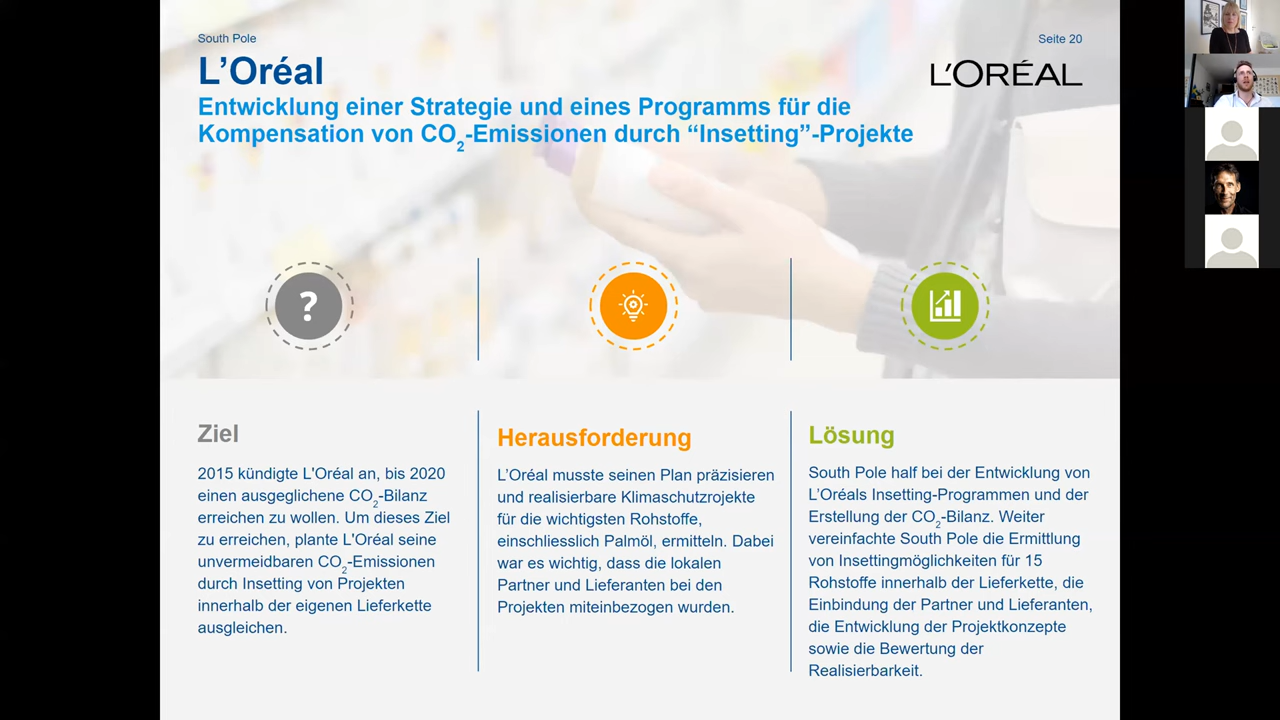 South Pole
Seite 20
L’Oréal
L'ORÉAL
Entwicklung einer Strategie und eines Programms für die
Kompensation von CO2-Emissionen durch “Insetting”-Projekte
?
Ziel
2015 kündigte L'Oréal an, bis 2020
einen ausgeglichene CO2-Bilanz
erreichen zu wollen. Um dieses Ziel
zu erreichen, plante L'Oréal seine
unvermeidbaren CO2-Emissionen
durch Insetting von Projekten
innerhalb der eigenen Lieferkette
ausgleichen.
Herausforderung
L’Oréal musste seinen Plan präzisieren
und realisierbare Klimaschutzrojekte
für die wichtigsten Rohstoffe,
einschliesslich Palmöl, ermitteln. Dabei
war es wichtig, dass die lokalen
Partner und Lieferanten bei den
Projekten miteinbezogen wurden.
Lösung
South Pole half bei der Entwicklung von
L’Oréals Insetting-Programmen und der
Erstellung der CO2-Bilanz. Weiter
vereinfachte South Pole die Ermittlung
von Insettingmöglichkeiten für 15
Rohstoffe innerhalb der Lieferkette, die
Einbindung der Partner und Lieferanten,
die Entwicklung der Projektkonzepte
sowie die Bewertung der
Realisierbarkeit.